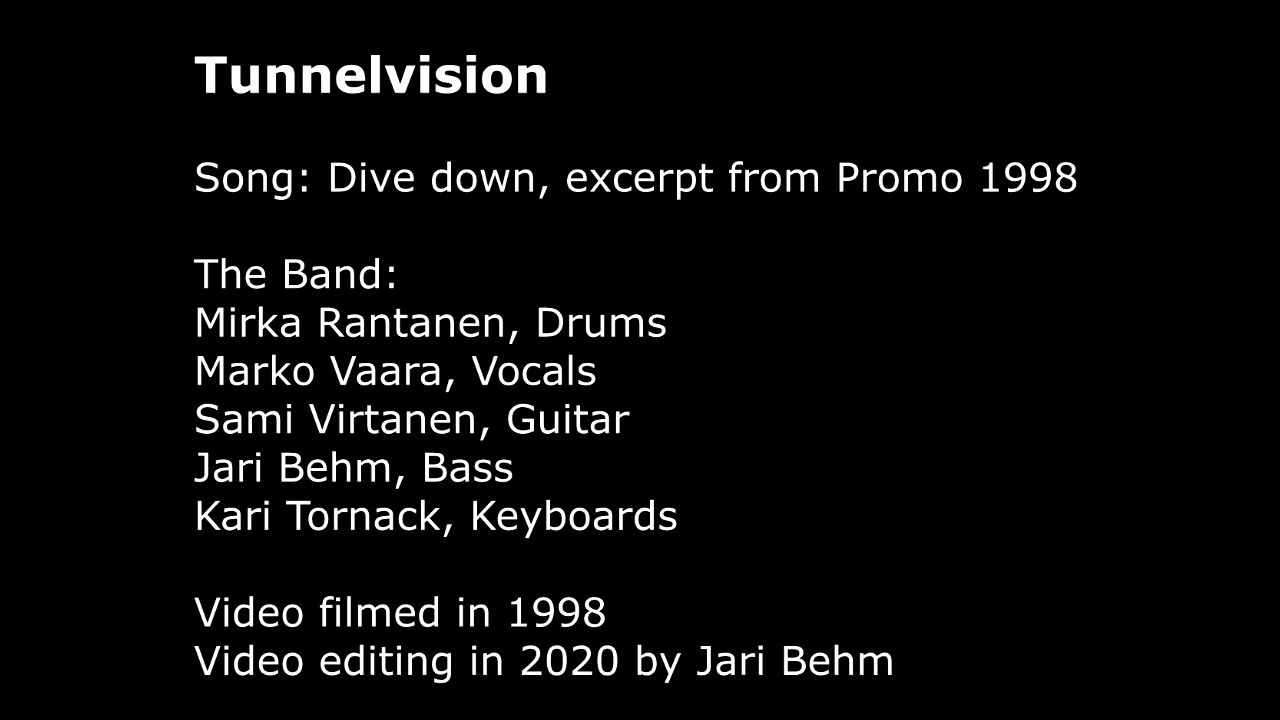 Tunnelvision
Song: Dive down, excerpt from Promo 1998
The Band:
Mirka Rantanen, Drums
Marko Vaara, Vocals
Sami Virtanen, Guitar
Jari Behm, Bass
Kari Tornack, Keyboards
Video filmed in 1998
Video editing in 2020 by Jari Behm